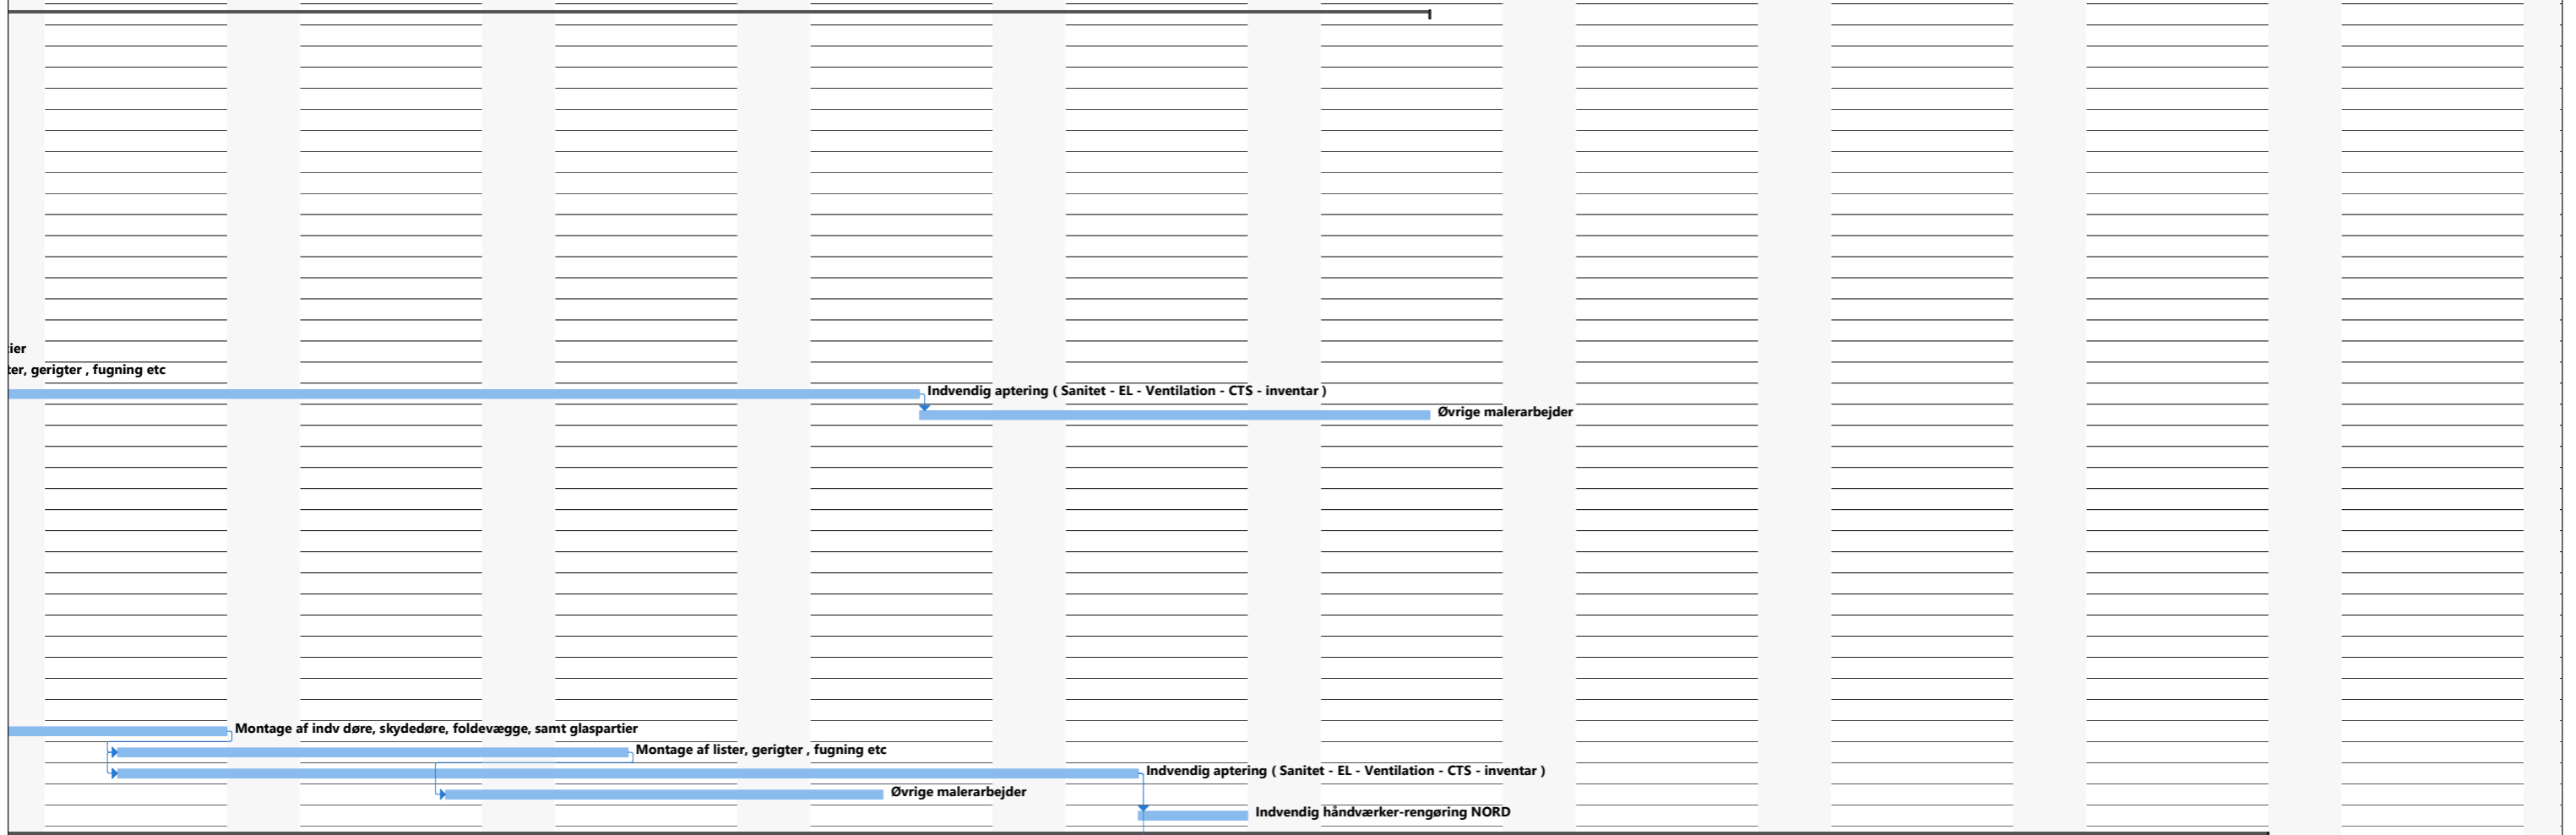 ter, gerigter , fugning etc
Indvendig aptering ( Sanitet - EL - Ventilation - CTS - inventar )
Øvrige malerarbejder
Montage af indv døre, skydedøre, foldevægge, samt glaspartier
Montage af lister, gerigter , fugning etc
Indvendig aptering ( Sanitet - EL - Ventilation - CTS - inventar )
Øvrige malerarbejder
Indvendig håndværker-rengøring NORD